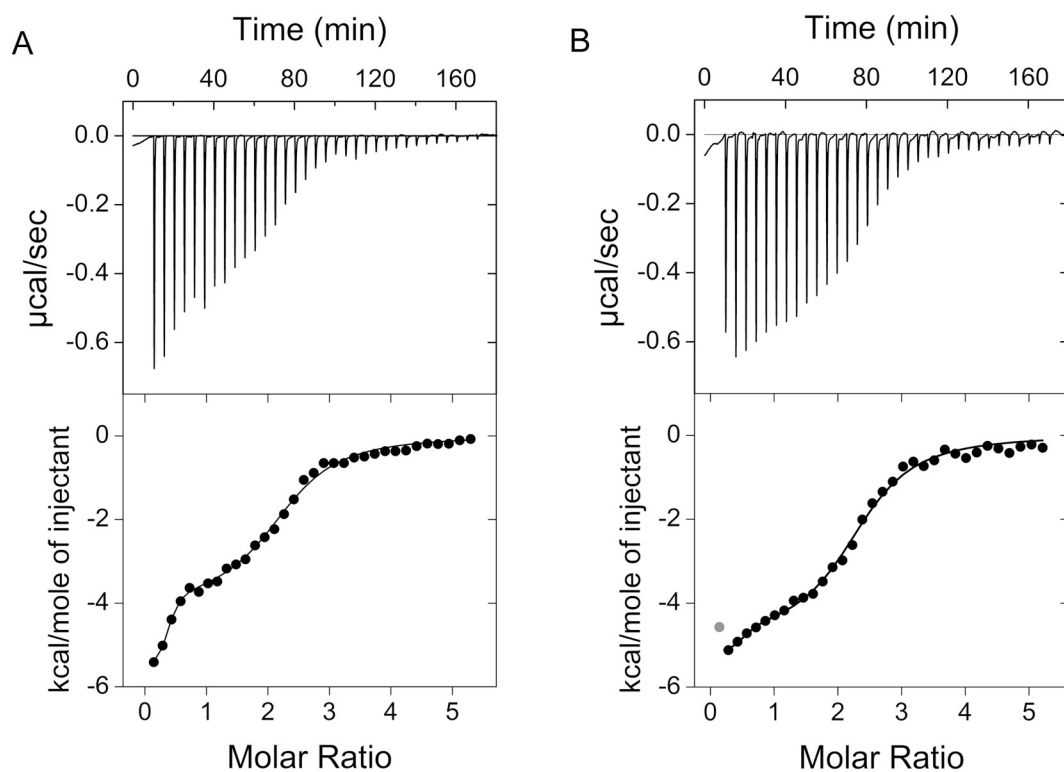 A
Time (min)
0 40 80 120 160
0.0
-0.2
-0.4
-0.6
µcal/sec
0
-2
-4
-6
kcal/mole of injectant
0 1 2 3 4 5
Molar Ratio
B
Time (min)
0 40 80 120 160
0.0
-0.2
-0.4
-0.6
µcal/sec
0
-2
-4
-6
kcal/mole of injectant
0 1 2 3 4 5
Molar Ratio